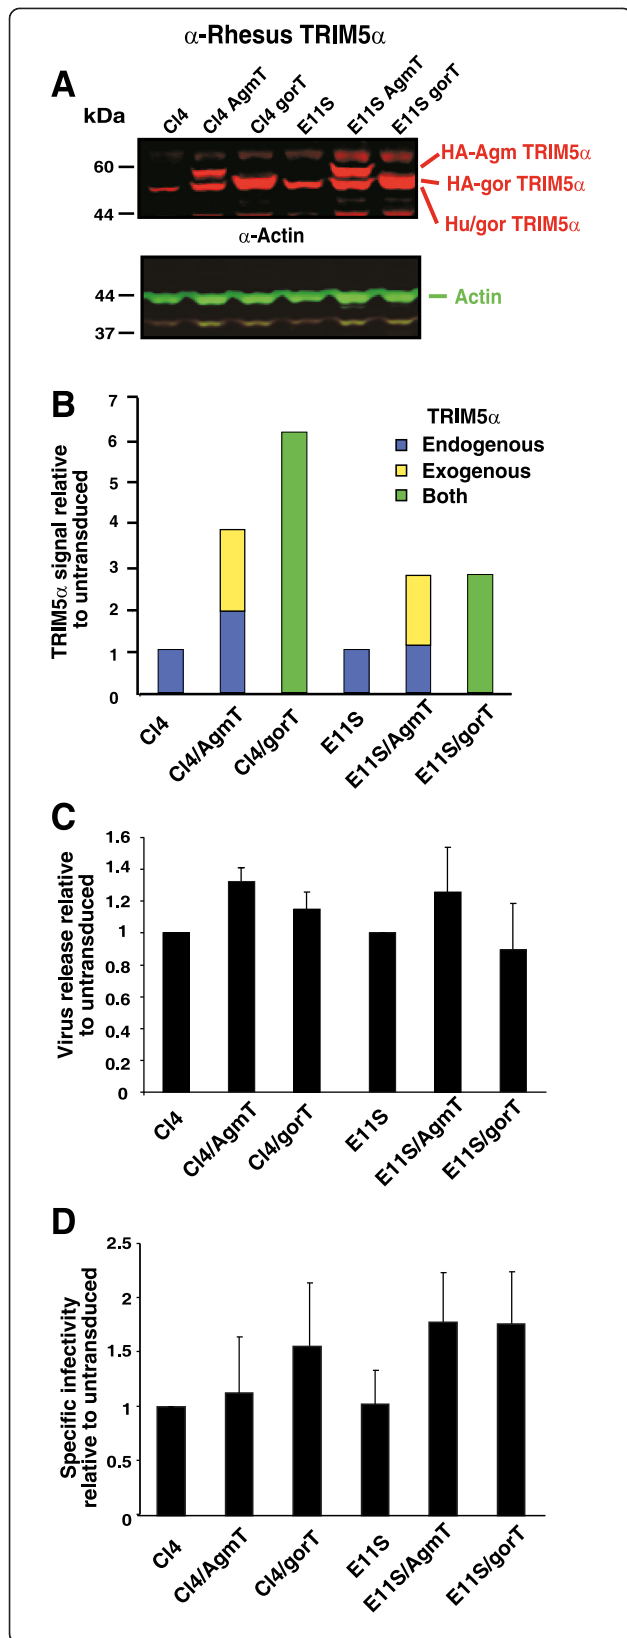 α-Rhesus TRIM5α
A
kDa
Cl4
Cl4 AgmT
Cl4 gorT
E11S
E11S AgmT
E11S gorT
60
44
HA-Agm TRIM5α
HA-gor TRIM5α
Hu/gor TRIM5α
α-Actin
44
37
Actin
B
TRIM5α signal relative
to untransduced
7
6
5
4
3
2
1
0
TRIM5α
Endogenous
Exogenous
Both
Cl4
Cl4/AgmT
Cl4/gorT
E11S
E11S/AgmT
E11S/gorT
C
Virus release relative
to untransduced
1.6
1.4
1.2
1
0.8
0.6
0.4
0.2
0
Cl4
Cl4/AgmT
Cl4/gorT
E11S
E11S/AgmT
E11S/gorT
D
Specific infectivity
relative to untransduced
2.5
2
1.5
1
0.5
0
Cl4
Cl4/AgmT
Cl4/gorT
E11S
E11S/AgmT
E11S/gorT